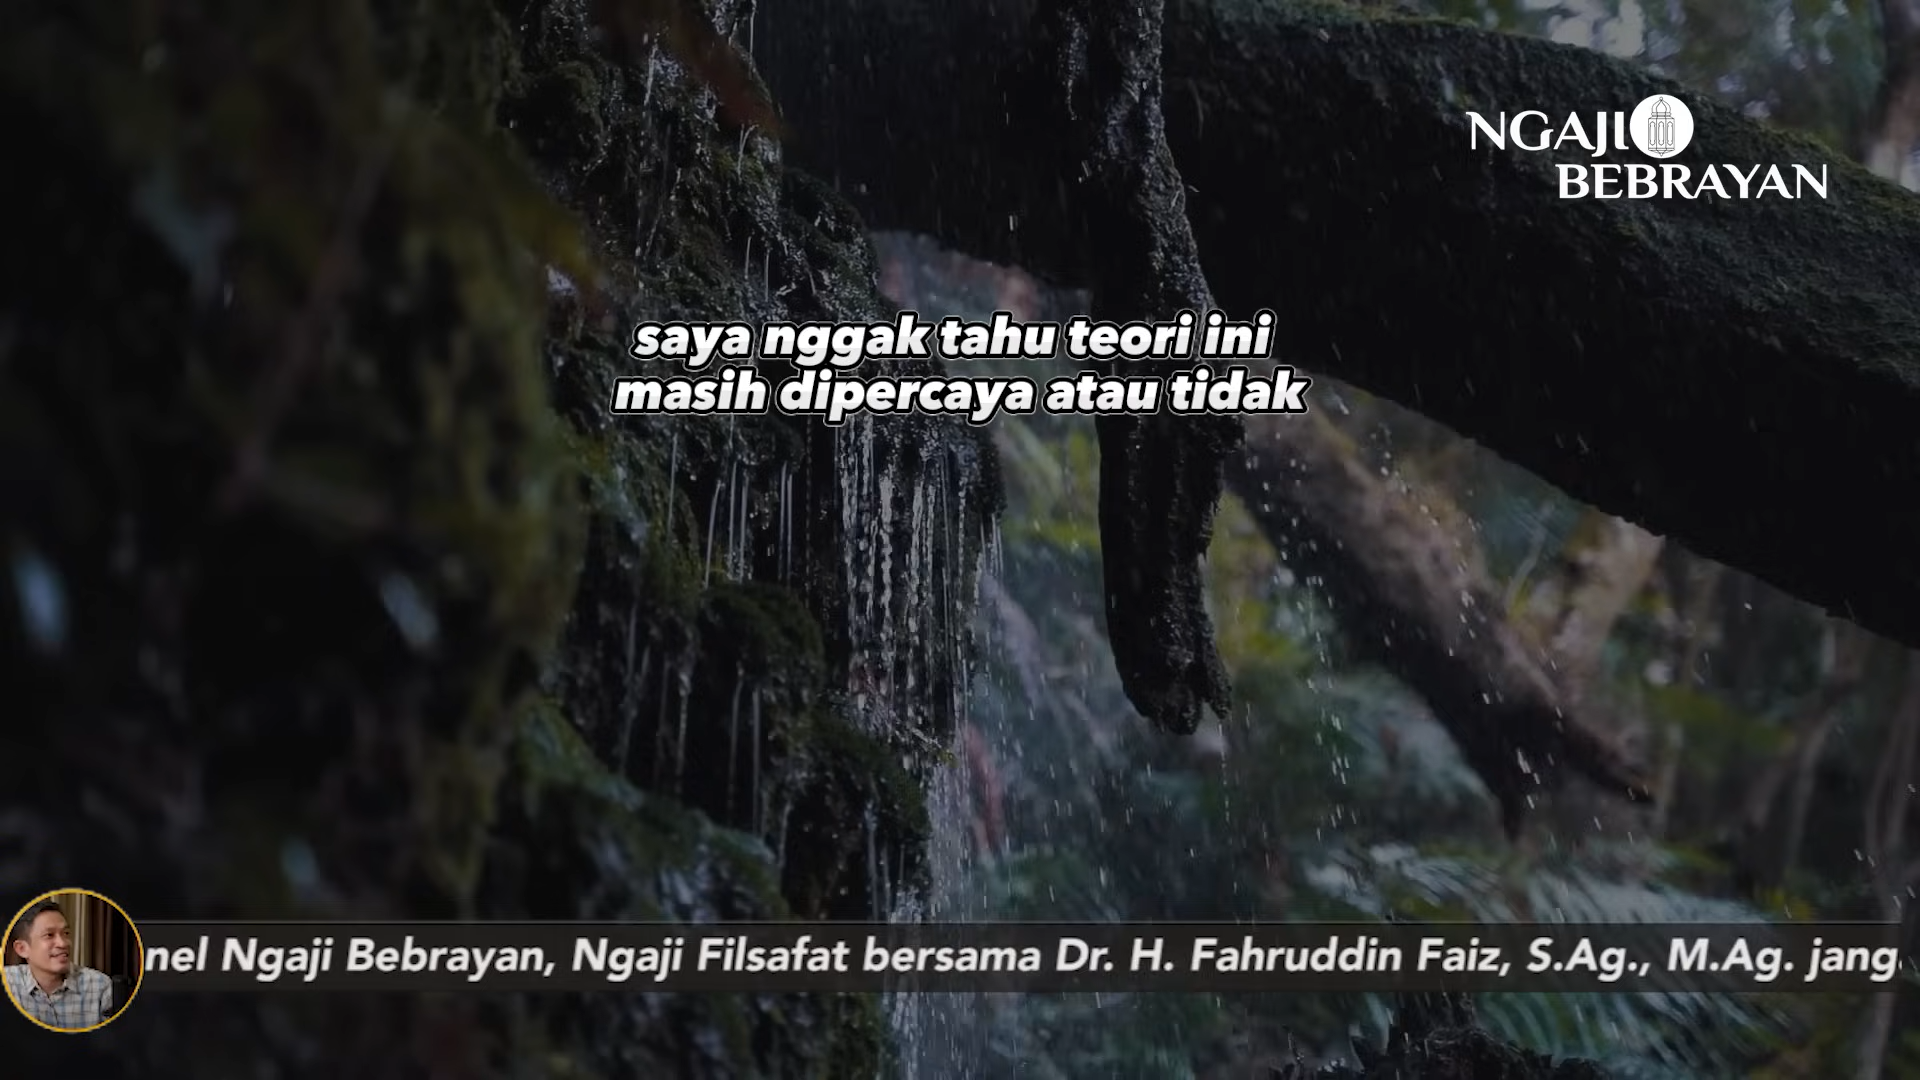 NGAJI
BEBRAYAN
saya nggak tahu teori ini
masih dipercaya atau tidak
nel Ngaji Bebrayan, Ngaji Filsafat bersama Dr. H. Fahruddin Faiz, S.Ag., M.Ag. jang